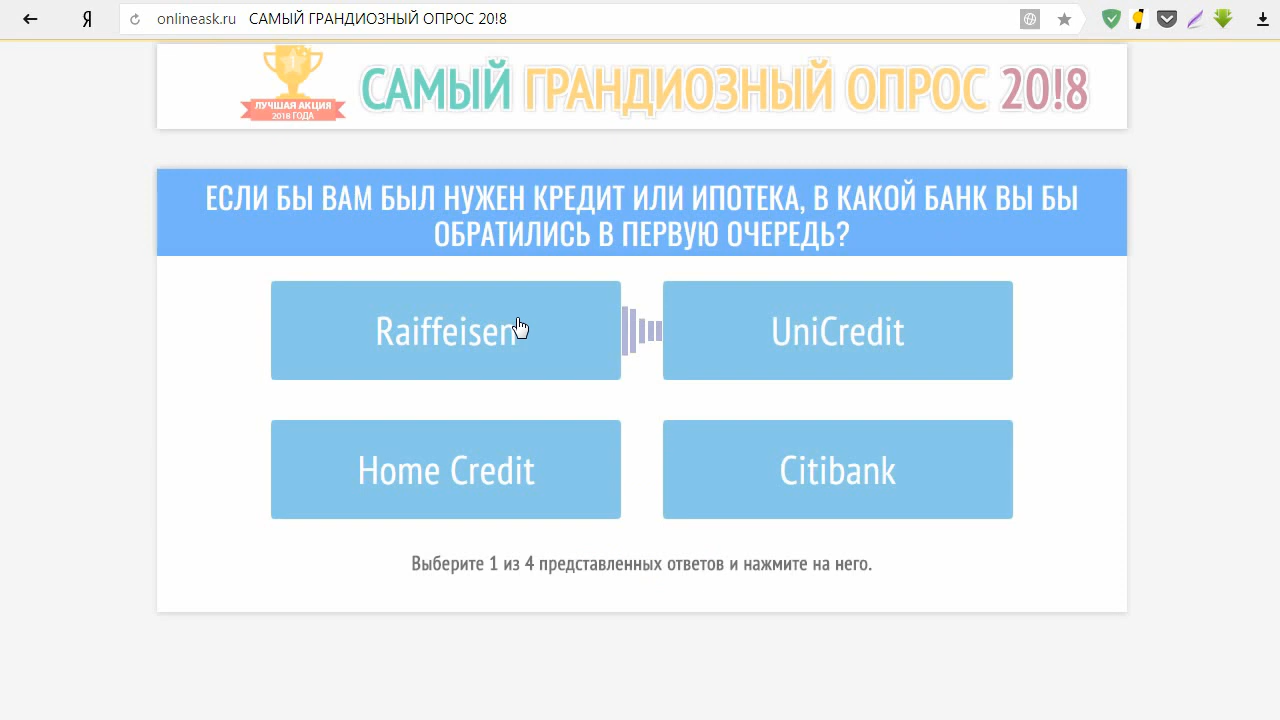 Я onlineask.ru САМЫЙ ГРАНДИОЗНЫЙ ОПРОС 20!8
ЛУЧШАЯ АКЦИЯ
2018 ГОДА
САМЫЙ ГРАНДИОЗНЫЙ ОПРОС 20!8
ЕСЛИ БЫ ВАМ БЫЛ НУЖЕН КРЕДИТ ИЛИ ИПОТЕКА, В КАКОЙ БАНК ВЫ БЫ
ОБРАТИЛИСЬ В ПЕРВУЮ ОЧЕРЕДЬ?
Raiffeisen UniCredit
Home Credit Citibank
Выберите 1 из 4 представленных ответов и нажмите на него.